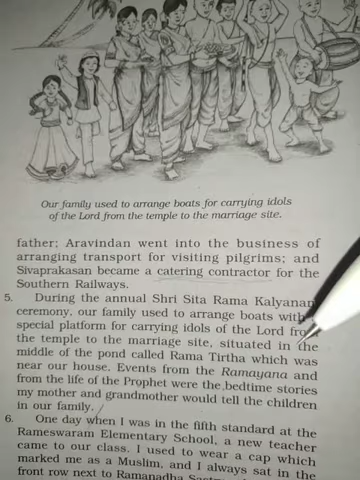 Our family used to arrange boats for carrying idols
of the Lord from the temple to the marriage site.
father; Aravindan went into the business of
arranging transport for visiting pilgrims; and
Sivaprakasan became a catering contractor for the
Southern Railways.
5. During the annual Shri Sita Rama Kalyanam
ceremony, our family used to arrange boats with
special platform for carrying idols of the Lord from
the temple to the marriage site, situated in the
middle of the pond called Rama Tirtha which was
near our house. Events from the Ramayana and
from the life of the Prophet were the bedtime stories
my mother and grandmother would tell the children
in our family.
6. One day when I was in the fifth standard at the
Rameswaram Elementary School, a new teacher
came to our class. I used to wear a cap which
marked me as a Muslim, and I always sat in the
front row next to Ramanadha